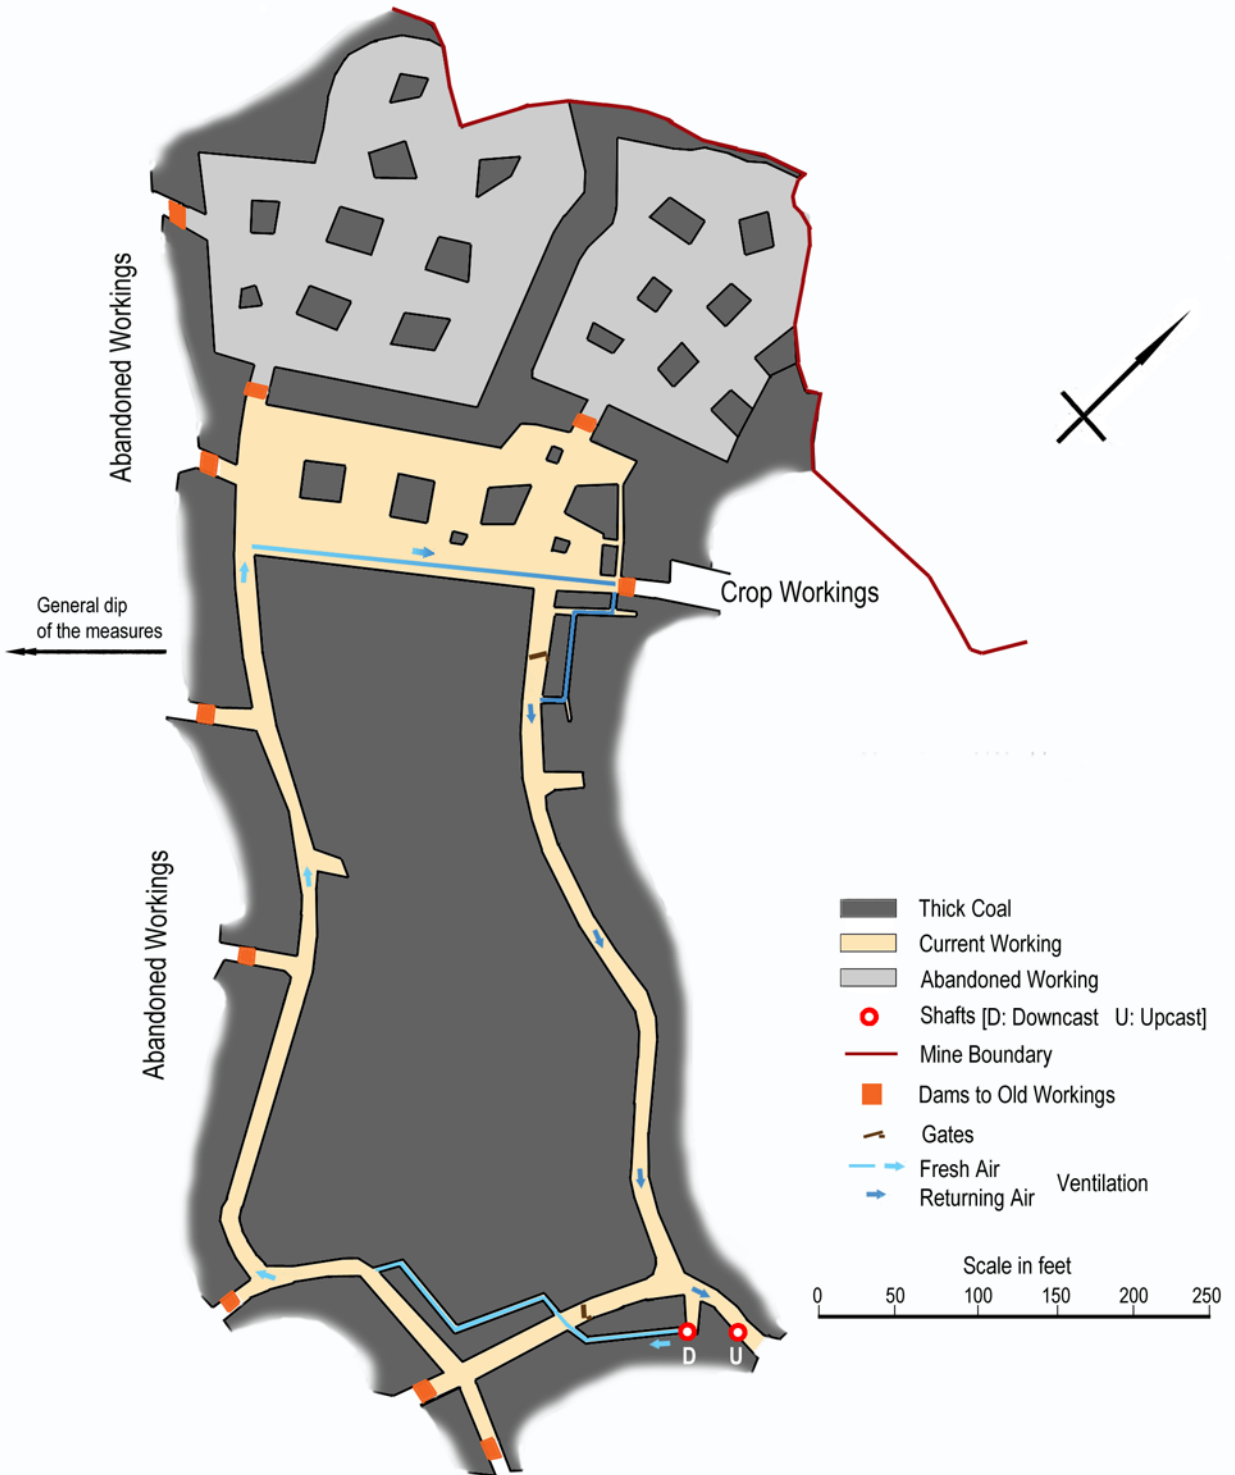 Abandoned Workings
General dip
of the measures
Crop Workings
Abandoned Workings
D
U
Thick Coal
Current Working
Abandoned Working
Shafts [D: Downcast U: Upcast]
Mine Boundary
Dams to Old Workings
Gates
Fresh Air
Returning Air
Ventilation
Scale in feet
0 50 100 150 200 250